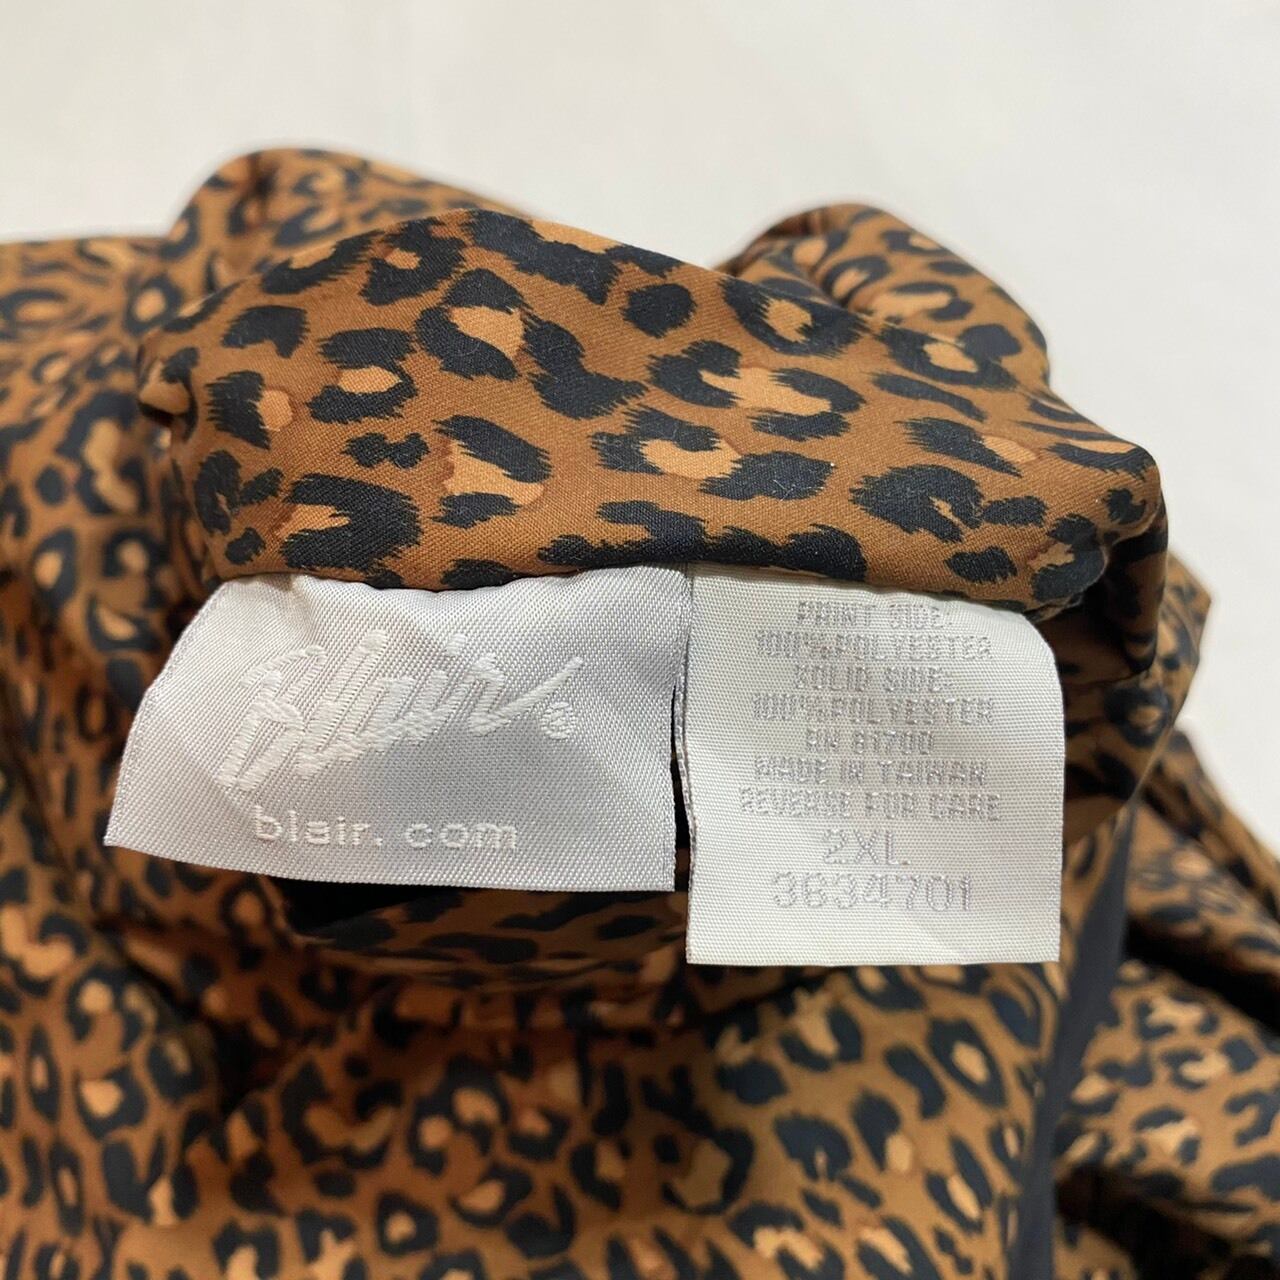 Blair®
blair.com
PRINT SIDE:
100%POLYESTER
SOLID SIDE:
100%POLYESTER
RN 81700
MADE IN TAIWAN
REVERSE FOR CARE
2XL
3634701